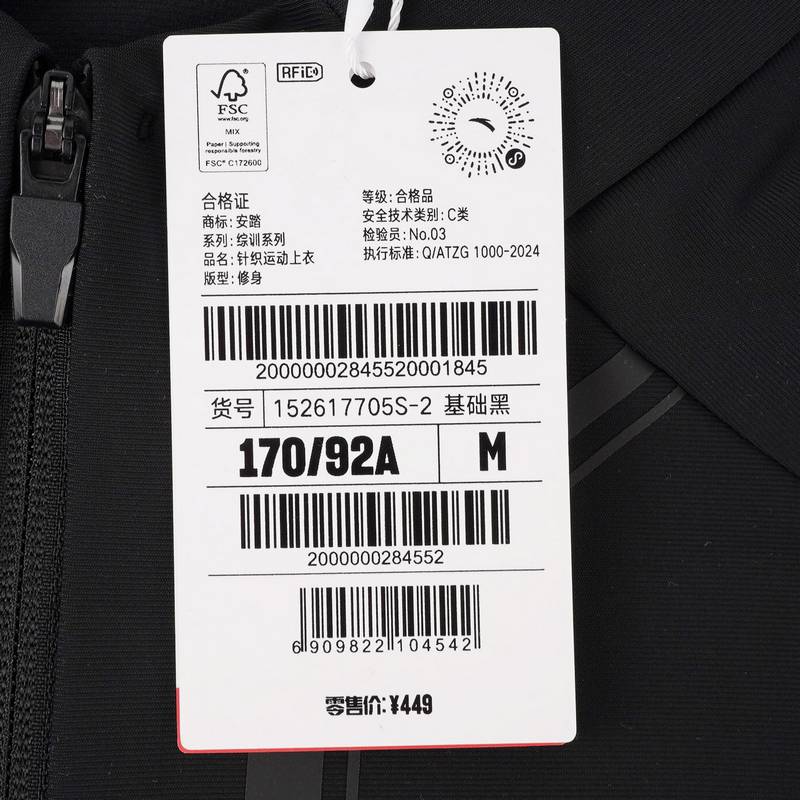 RFiD
FSC
www.fsc.org
MIX
Paper | Supporting
responsible forestry
FSC® C172600
合格证
商标: 安踏
系列: 综训系列
品名: 针织运动上衣
版型: 修身
等级: 合格品
安全技术类别: C类
检验员: No.03
执行标准: Q/ATZG 1000-2024
20000002845520001845
货号 152617705S-2 基础黑
170/92A M
2000000284552
6 909822 104542
零售价: ¥449